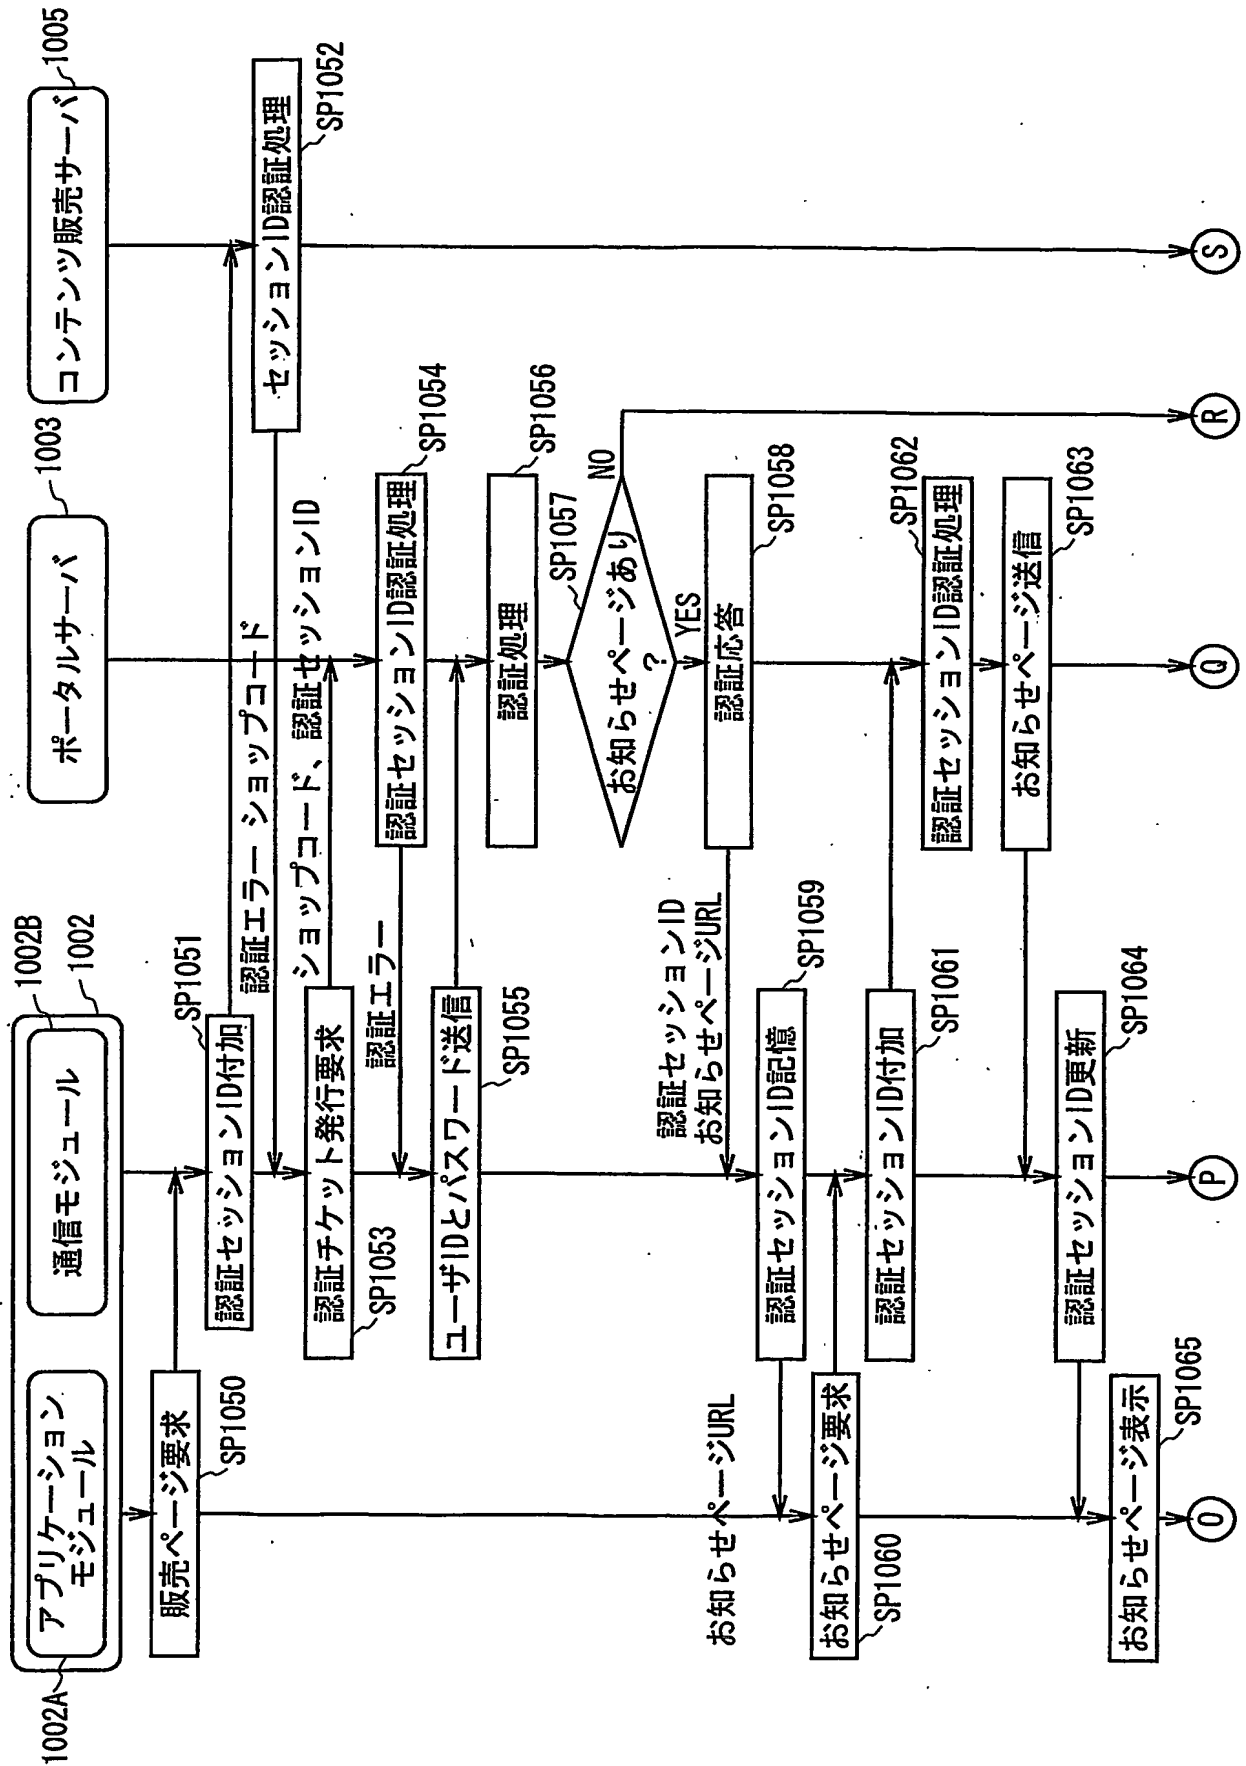 1002A
アプリケーション
モジュール
通信モジュール
1002B
1002
ポータルサーバ
1003
コンテンツ販売サーバ
1005
販売ページ要求
SP1050
認証セッションID付加
SP1051
セッションID認証処理
SP1052
認証エラー ショップコード
認証チケット発行要求
SP1053
ショップコード、認証セッションID
認証セッションID認証処理
SP1054
認証エラー
ユーザIDとパスワード送信
SP1055
認証処理
SP1056
お知らせページあり
?
SP1057
NO
YES
認証応答
SP1058
認証セッションID
お知らせページURL
認証セッションID記憶
SP1059
お知らせページURL
お知らせページ要求
SP1060
認証セッションID付加
SP1061
認証セッションID認証処理
SP1062
お知らせページ送信
SP1063
認証セッションID更新
SP1064
お知らせページ表示
SP1065
O
P
Q
R
S